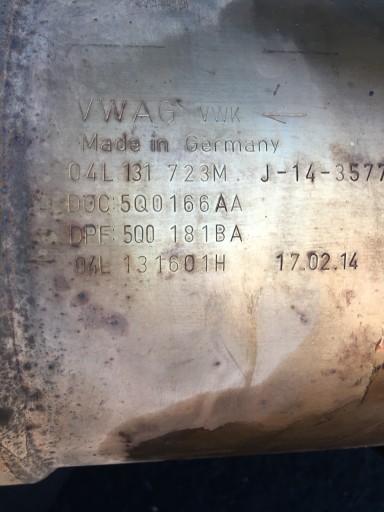 VWAG VWK
Made in Germany
04L 131 723M J-14-3577
DOC:5Q0166AA
DPF:5Q0 181BA
04L 131601H 17.02.14